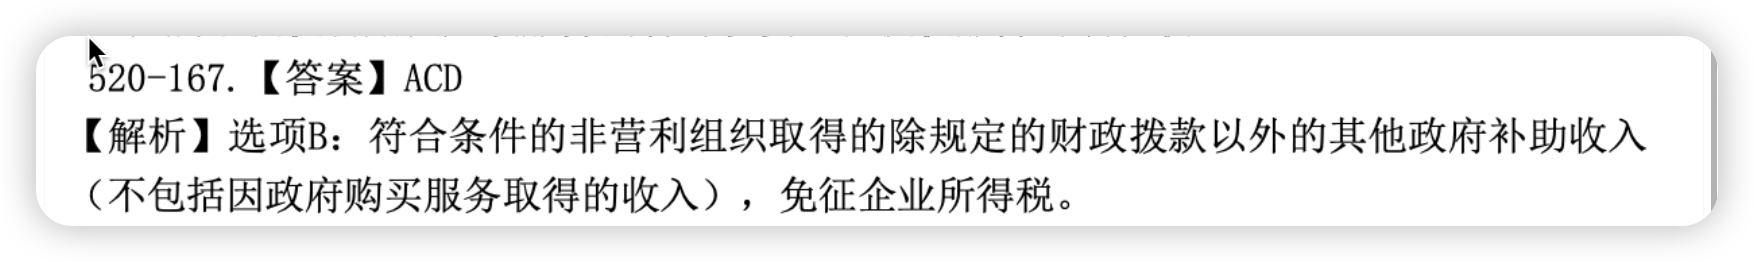 520-167.【答案】ACD
【解析】选项B：符合条件的非营利组织取得的除规定的财政拨款以外的其他政府补助收入
（不包括因政府购买服务取得的收入），免征企业所得税。